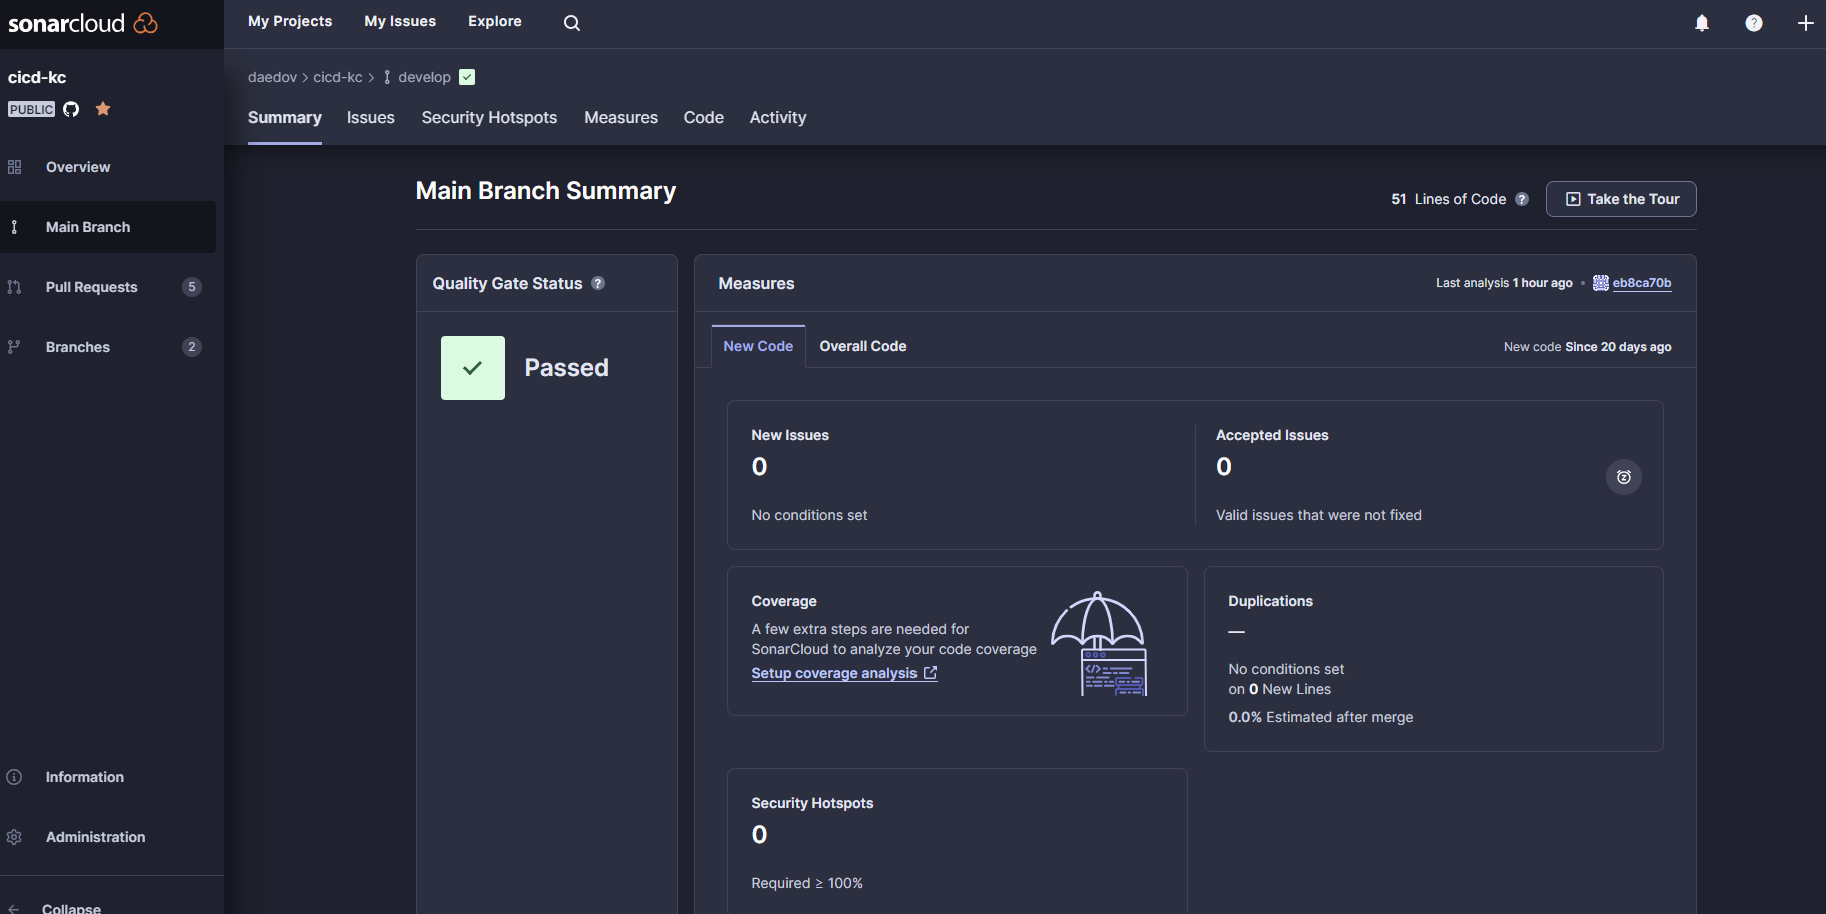 sonarcloud
My Projects My Issues Explore
cicd-kc
PUBLIC
Overview
Main Branch
Pull Requests 5
Branches 2
Information
Administration
Collapse
daedov > cicd-kc > develop
Summary Issues Security Hotspots Measures Code Activity
Main Branch Summary
51 Lines of Code ? Take the Tour
Quality Gate Status ?
Passed
Measures
Last analysis 1 hour ago • eb8ca70b
New Code Overall Code
New code Since 20 days ago
New Issues
0
No conditions set
Accepted Issues
0
Valid issues that were not fixed
Coverage
A few extra steps are needed for
SonarCloud to analyze your code coverage
Setup coverage analysis
Duplications
—
No conditions set
on 0 New Lines
0.0% Estimated after merge
Security Hotspots
0
Required ≥ 100%